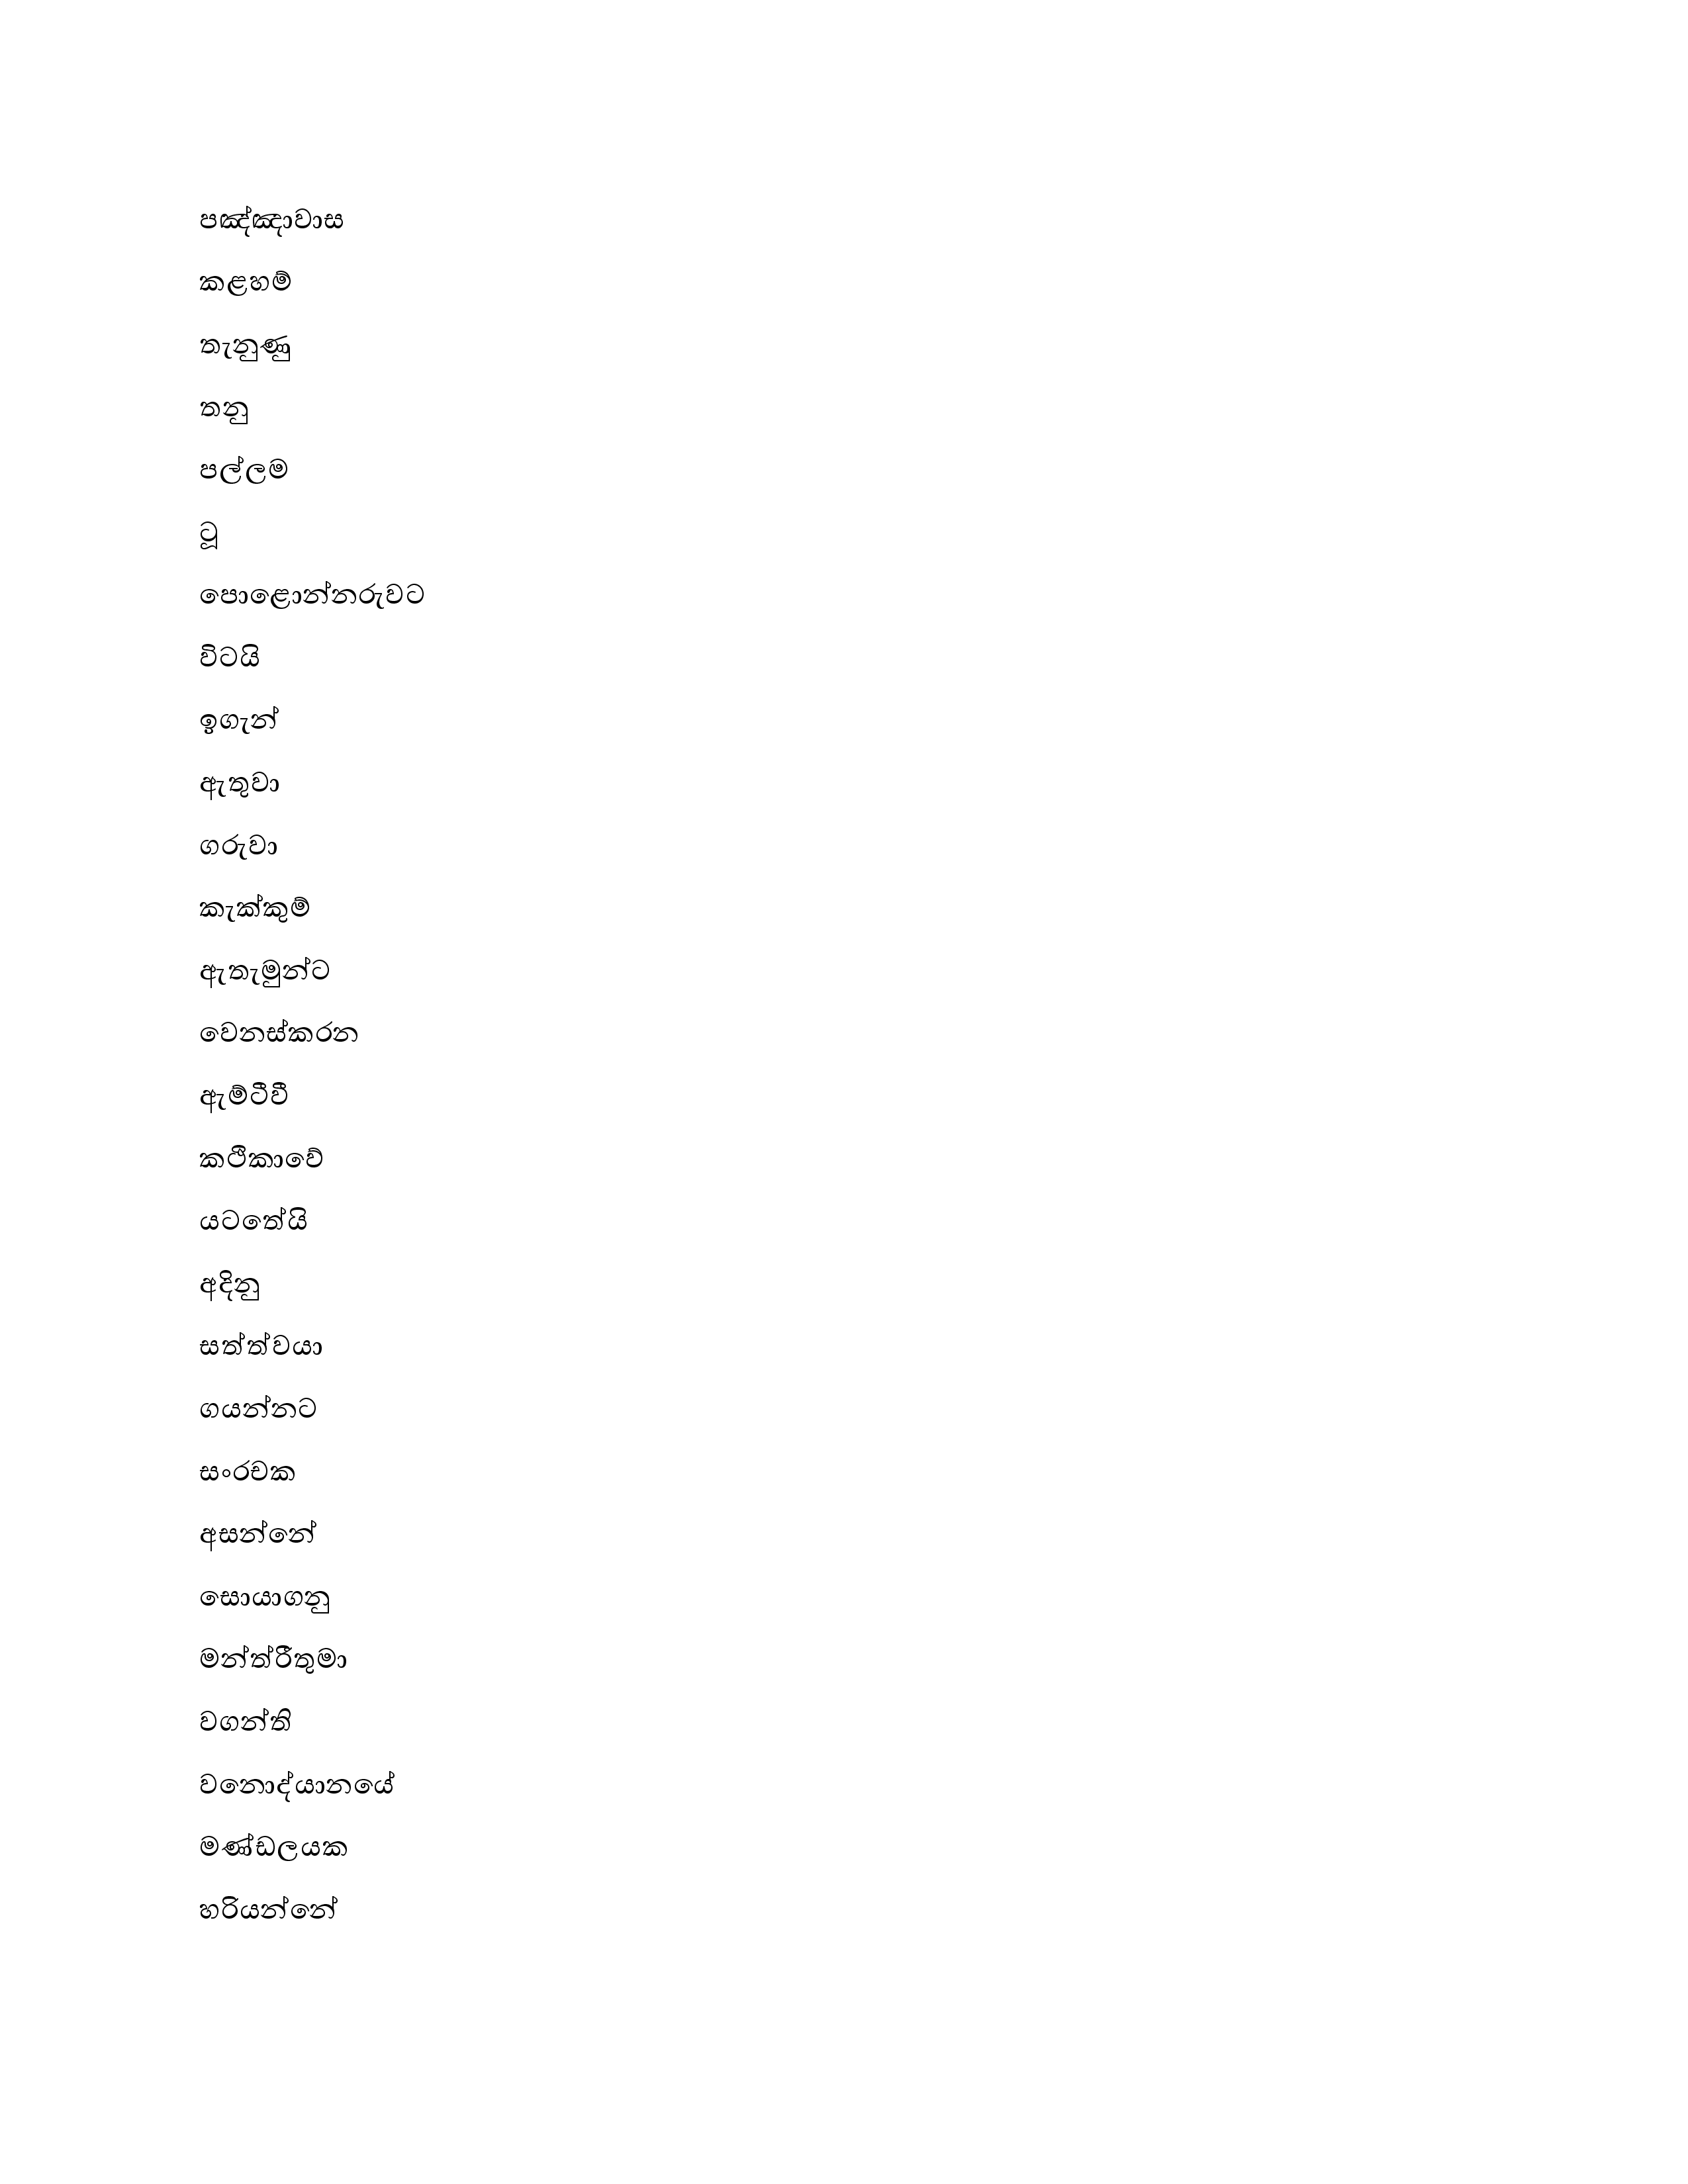 පඤ්ඤාවාස
කළහම්
තැනුණු
තනු
පල්ලම
ටූ
පොළොන්නරුවට
විටයි
ඉගැන්
ඇතුවා
ගරුවා
කැක්කුම්
ඇතැමුන්ට
වෙනස්කරන
ඇම්ටීවී
කථිකාවේ
යටතේයි
අදිනු
සත්ත්වයා
ගයන්නට
සංරචක
අසන්නේ
සොයාගනු
මන්ත්රීතුමා
වගන්ති
වනොද්යානයේ
මණ්ඩලයක
හරියන්නේ